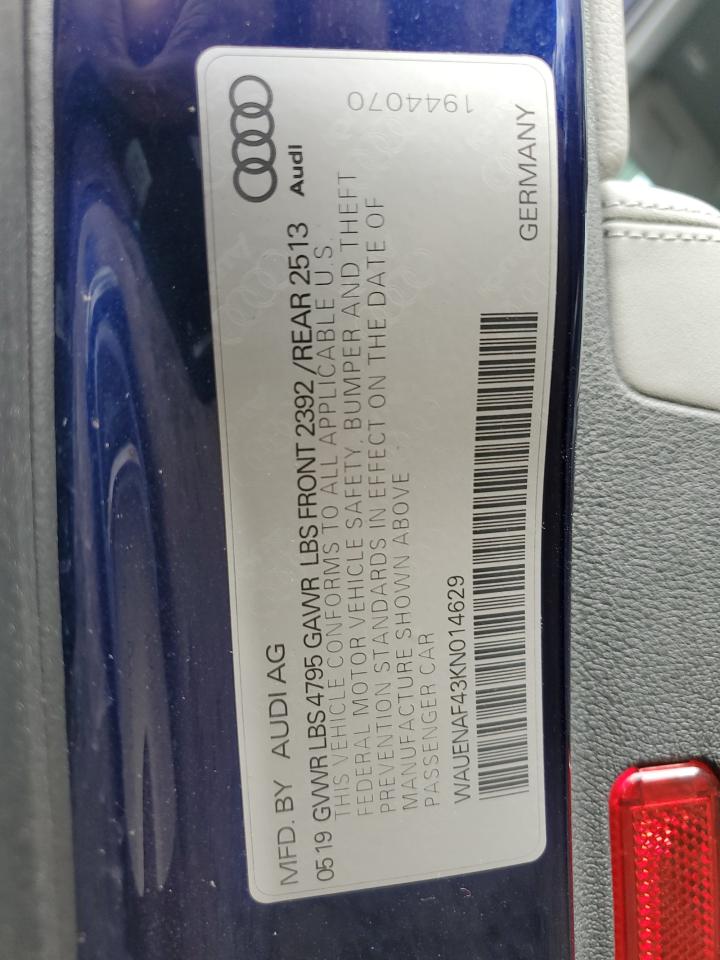 MFD. BY AUDI AG
Audi
0519 GVWR LBS 4795 GAWR LBS FRONT 2392 /REAR 2513
THIS VEHICLE CONFORMS TO ALL APPLICABLE U.S.
FEDERAL MOTOR VEHICLE SAFETY, BUMPER AND THEFT
PREVENTION STANDARDS IN EFFECT ON THE DATE OF
MANUFACTURE SHOWN ABOVE.
PASSENGER CAR
WAUENAF43KN014629
1944070
GERMANY